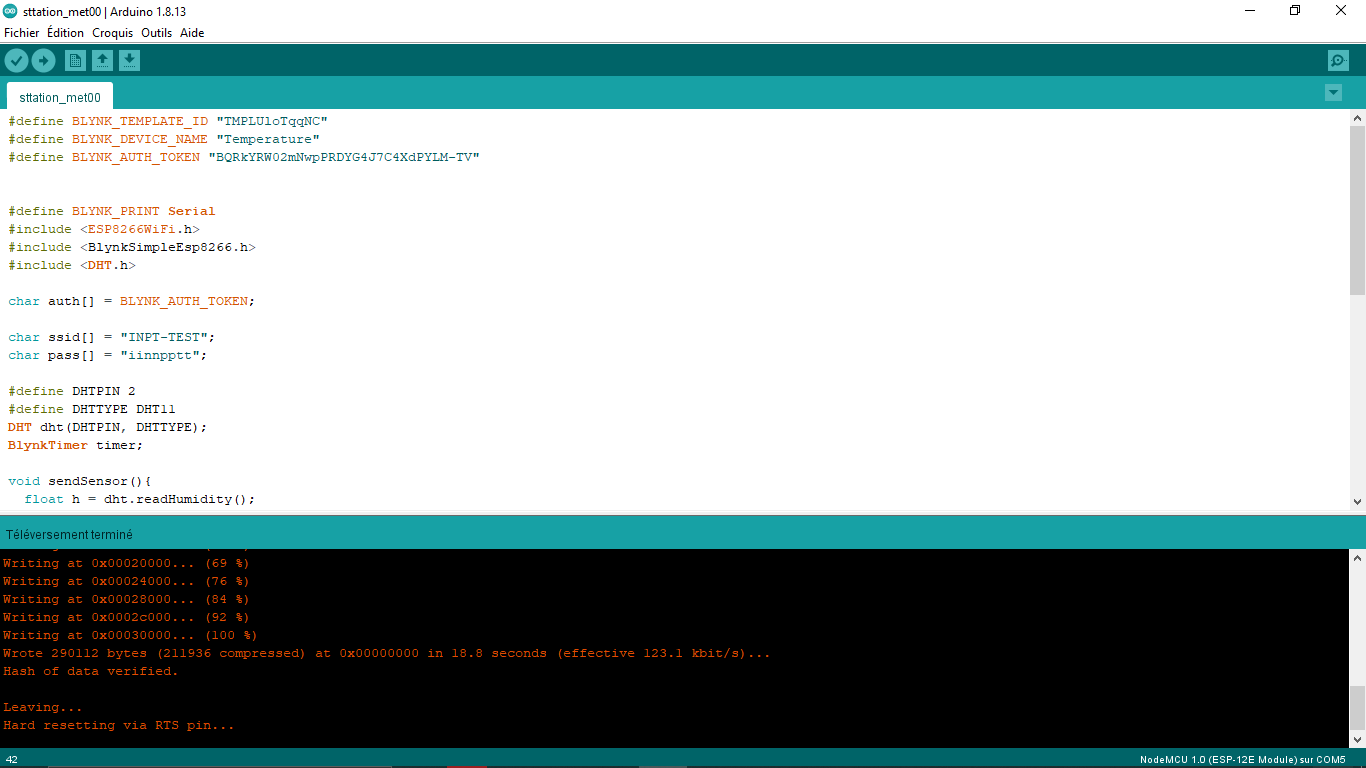 sttation_met00 | Arduino 1.8.13
Fichier Édition Croquis Outils Aide
sttation_met00
#define BLYNK_TEMPLATE_ID "TMPLUloTqqNC"
#define BLYNK_DEVICE_NAME "Temperature"
#define BLYNK_AUTH_TOKEN "BQRkYRW02mNwpPRDYG4J7C4XdPYLM-TV"
#define BLYNK_PRINT Serial
#include <ESP8266WiFi.h>
#include <BlynkSimpleEsp8266.h>
#include <DHT.h>
char auth[] = BLYNK_AUTH_TOKEN;
char ssid[] = "INPT-TEST";
char pass[] = "iinnpptt";
#define DHTPIN 2
#define DHTTYPE DHT11
DHT dht(DHTPIN, DHTTYPE);
BlynkTimer timer;
void sendSensor(){
float h = dht.readHumidity();
Téléversement terminé
Writing at 0x00020000... (69 %)
Writing at 0x00024000... (76 %)
Writing at 0x00028000... (84 %)
Writing at 0x0002c000... (92 %)
Writing at 0x00030000... (100 %)
Wrote 290112 bytes (211936 compressed) at 0x00000000 in 18.8 seconds (effective 123.1 kbit/s)...
Hash of data verified.
Leaving...
Hard resetting via RTS pin...
42
NodeMCU 1.0 (ESP-12E Module) sur COM5